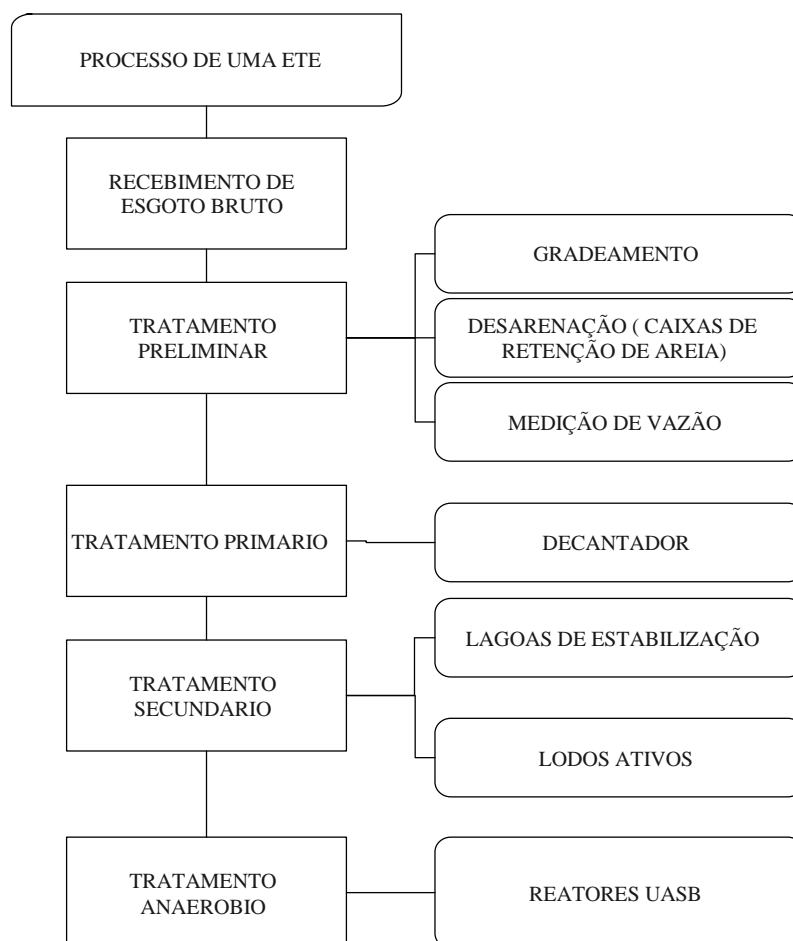 PROCESSO DE UMA ETE
RECEBIMENTO DE
ESGOTO BRUTO
TRATAMENTO
PRELIMINAR
GRADEAMENTO
DESARENAÇÃO ( CAIXAS DE
RETENÇÃO DE AREIA)
MEDIÇÃO DE VAZÃO
TRATAMENTO PRIMARIO
DECANTADOR
TRATAMENTO
SECUNDARIO
LAGOAS DE ESTABILIZAÇÃO
LODOS ATIVOS
TRATAMENTO
ANAEROBIO
REATORES UASB